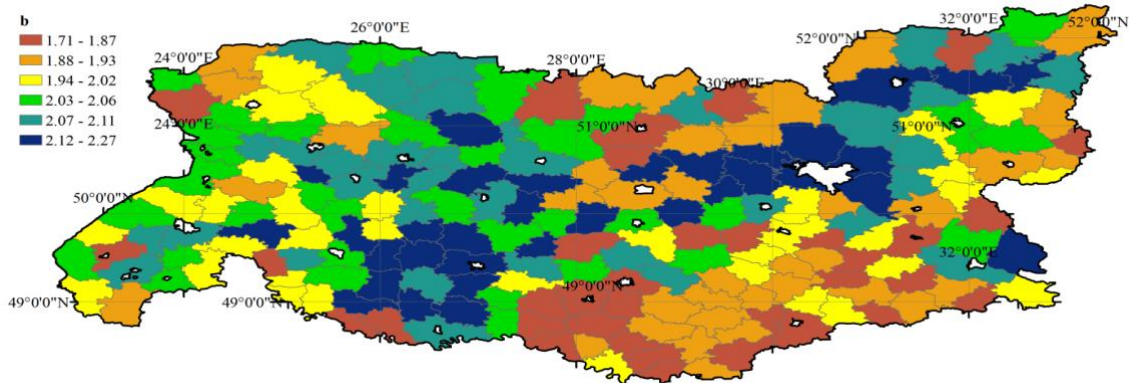 b
1.71 - 1.87
1.88 - 1.93
1.94 - 2.02
2.03 - 2.06
2.07 - 2.11
2.12 - 2.27
26°0'0"E
32°0'0"E
52°0'0"N
52°0'0"N
24°0'0"E
28°0'0"E
30°0'0"E
24°0'0"E
51°0'0"N
51°0'0"N
50°0'0"N
32°0'0"E
49°0'0"N
49°0'0"N
49°0'0"N